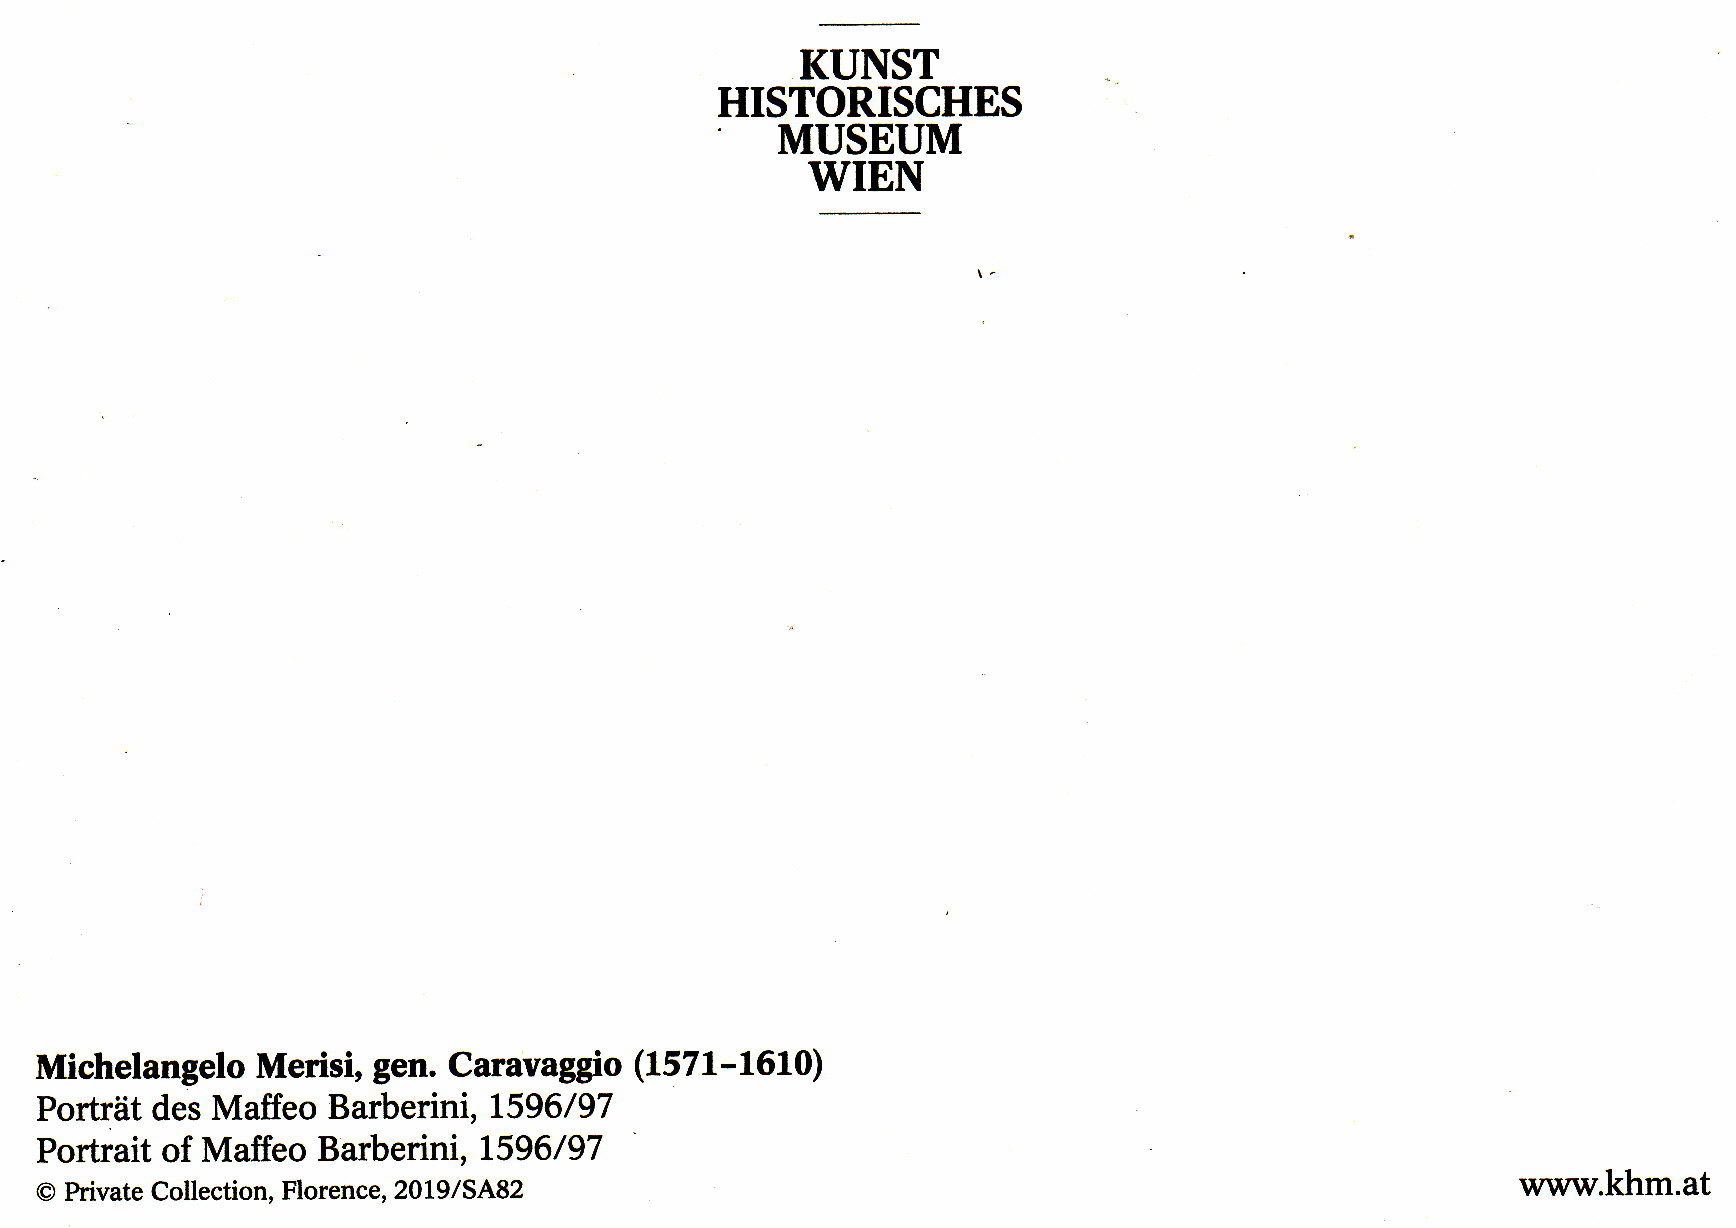 KUNST
HISTORISCHES
MUSEUM
WIEN
Michelangelo Merisi, gen. Caravaggio (1571–1610)
Porträt des Maffeo Barberini, 1596/97
Portrait of Maffeo Barberini, 1596/97
© Private Collection, Florence, 2019/SA82
www.khm.at